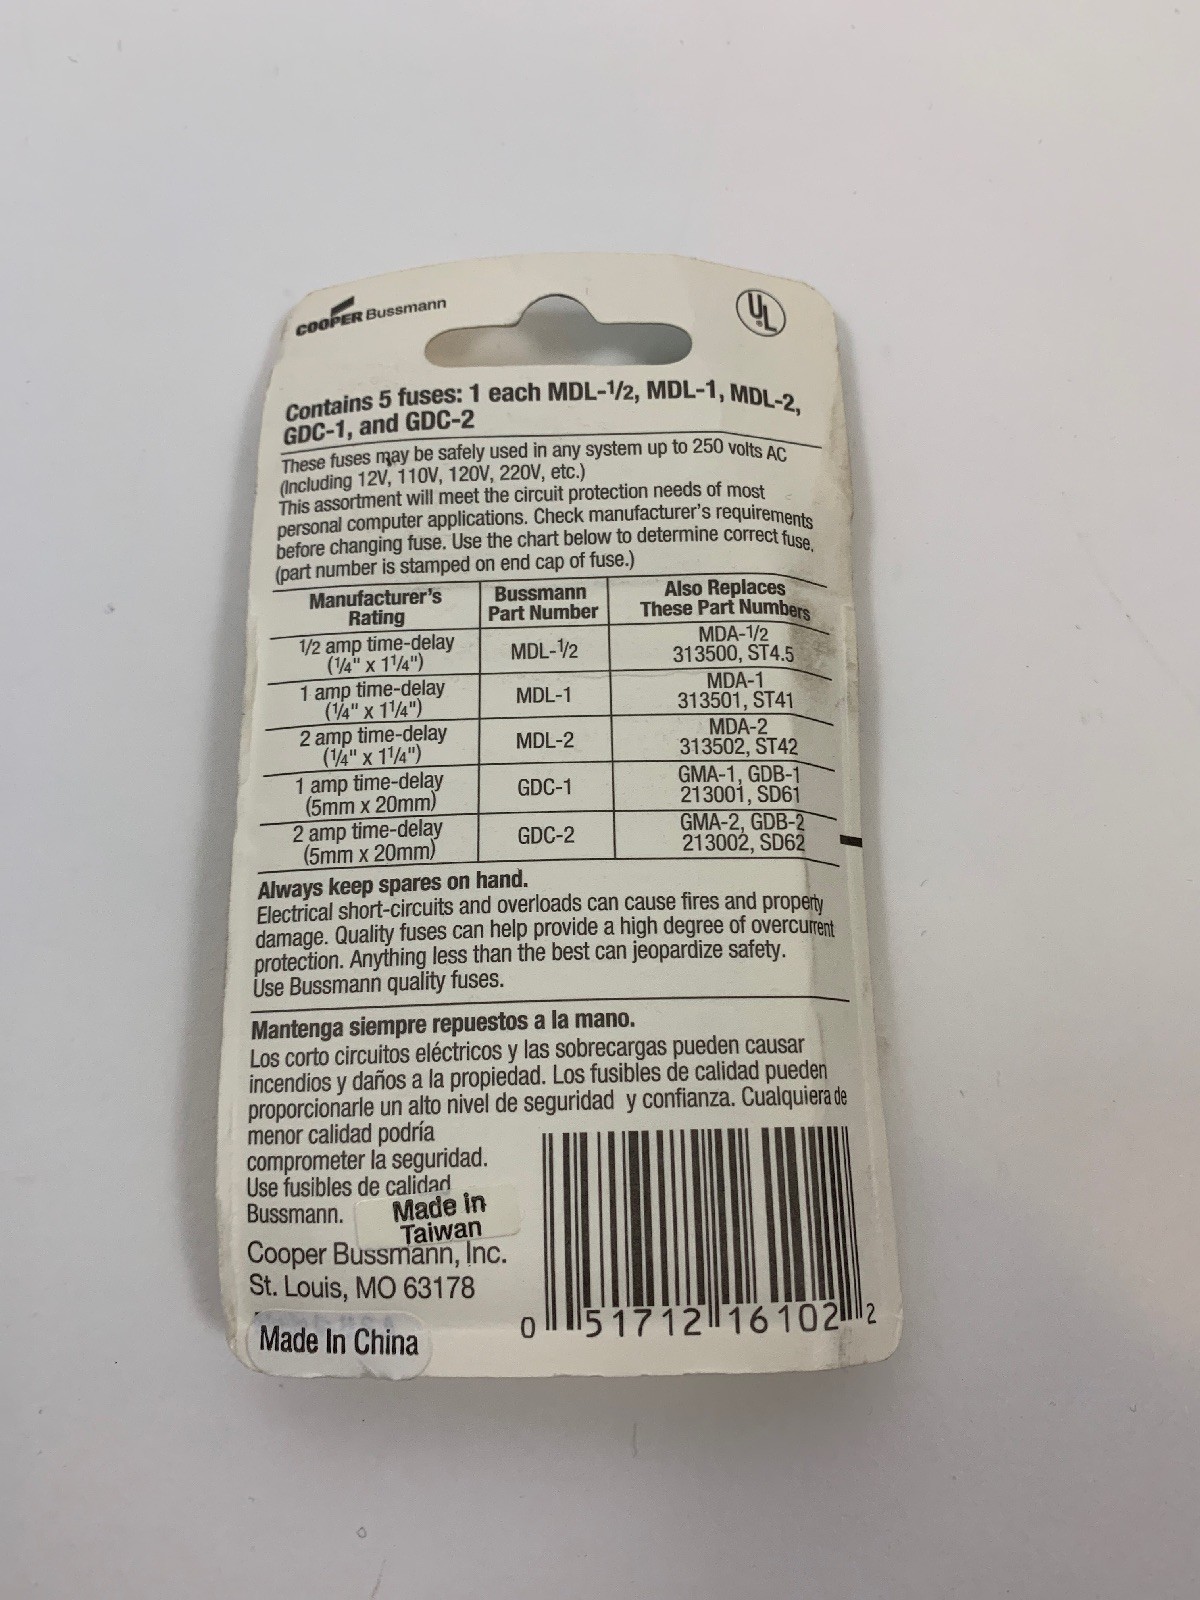 COOPER Bussmann
UL
Contains 5 fuses: 1 each MDL-1/2, MDL-1, MDL-2,
GDC-1, and GDC-2
These fuses may be safely used in any system up to 250 volts AC
(Including 12V, 110V, 120V, 220V, etc.)
This assortment will meet the circuit protection needs of most
personal computer applications. Check manufacturer's requirements
before changing fuse. Use the chart below to determine correct fuse.
(part number is stamped on end cap of fuse.)
Manufacturer's Rating | Bussmann Part Number | Also Replaces These Part Numbers
1/2 amp time-delay (1/4" x 1 1/4") | MDL-1/2 | MDA-1/2 313500, ST4.5
1 amp time-delay (1/4" x 1 1/4") | MDL-1 | MDA-1 313501, ST41
2 amp time-delay (1/4" x 1 1/4") | MDL-2 | MDA-2 313502, ST42
1 amp time-delay (5mm x 20mm) | GDC-1 | GMA-1, GDB-1 213001, SD61
2 amp time-delay (5mm x 20mm) | GDC-2 | GMA-2, GDB-2 213002, SD62
Always keep spares on hand.
Electrical short-circuits and overloads can cause fires and property
damage. Quality fuses can help provide a high degree of overcurrent
protection. Anything less than the best can jeopardize safety.
Use Bussmann quality fuses.
Mantenga siempre repuestos a la mano.
Los corto circuitos eléctricos y las sobrecargas pueden causar
incendios y daños a la propiedad. Los fusibles de calidad pueden
proporcionarle un alto nivel de seguridad y confianza. Cualquiera de
menor calidad podría
comprometer la seguridad.
Use fusibles de calidad
Bussmann.
Made in
Taiwan
Cooper Bussmann, Inc.
St. Louis, MO 63178
Made In China
0 51712 16102 2